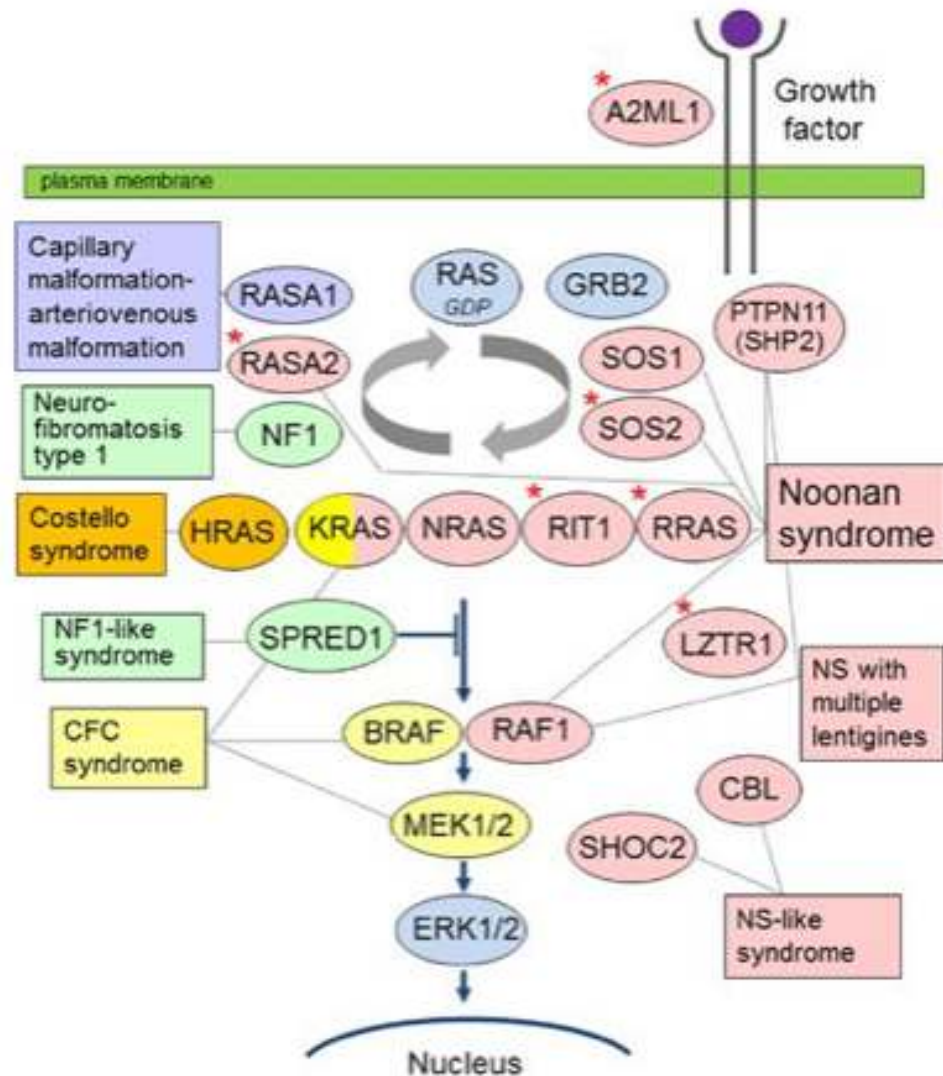 *
A2ML1
Growth
factor
plasma membrane
Capillary
malformation-
arteriovenous
malformation
RASA1
*
RASA2
RAS
GDP
GRB2
PTPN11
(SHP2)
SOS1
*
SOS2
Neuro-
fibromatosis
type 1
NF1
Costello
syndrome
HRAS
KRAS
NRAS
*
RIT1
*
RRAS
Noonan
syndrome
NF1-like
syndrome
SPRED1
*
LZTR1
NS with
multiple
lentigines
CFC
syndrome
BRAF
RAF1
MEK1/2
CBL
SHOC2
ERK1/2
NS-like
syndrome
Nucleus